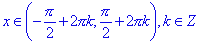 x ∈ (−π/2 + 2πk, π/2 + 2πk), k ∈ Z